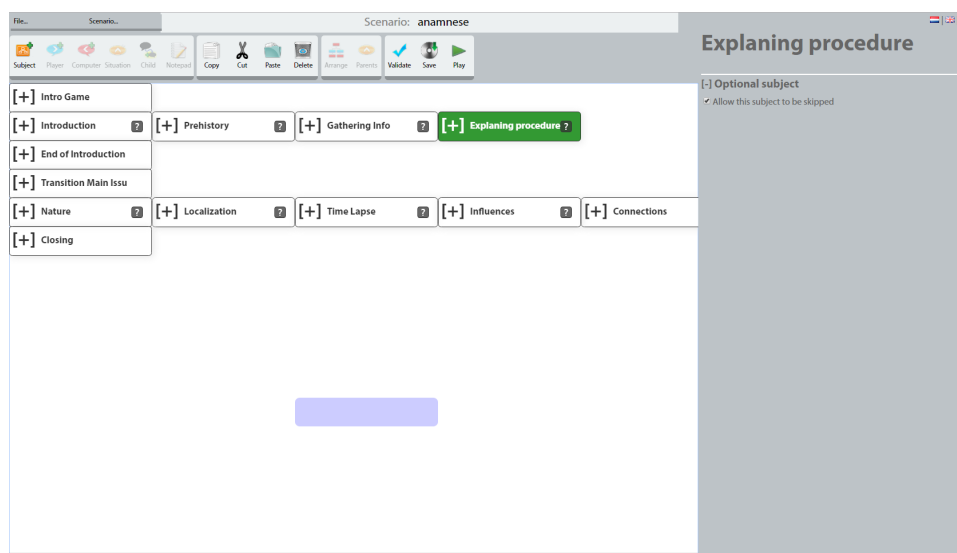 File... Scenario... Scenario: anamnese
Explaning procedure
Subject Player Computer Situation Child Notepad Copy Cut Paste Delete Arrange Parents Validate Save Play
[-] Optional subject
Allow this subject to be skipped
[+] Intro Game
[+] Introduction ? [+] Prehistory ? [+] Gathering Info ? [+] Explaning procedure ?
[+] End of Introduction
[+] Transition Main Issu
[+] Nature ? [+] Localization ? [+] Time Lapse ? [+] Influences ? [+] Connections
[+] Closing